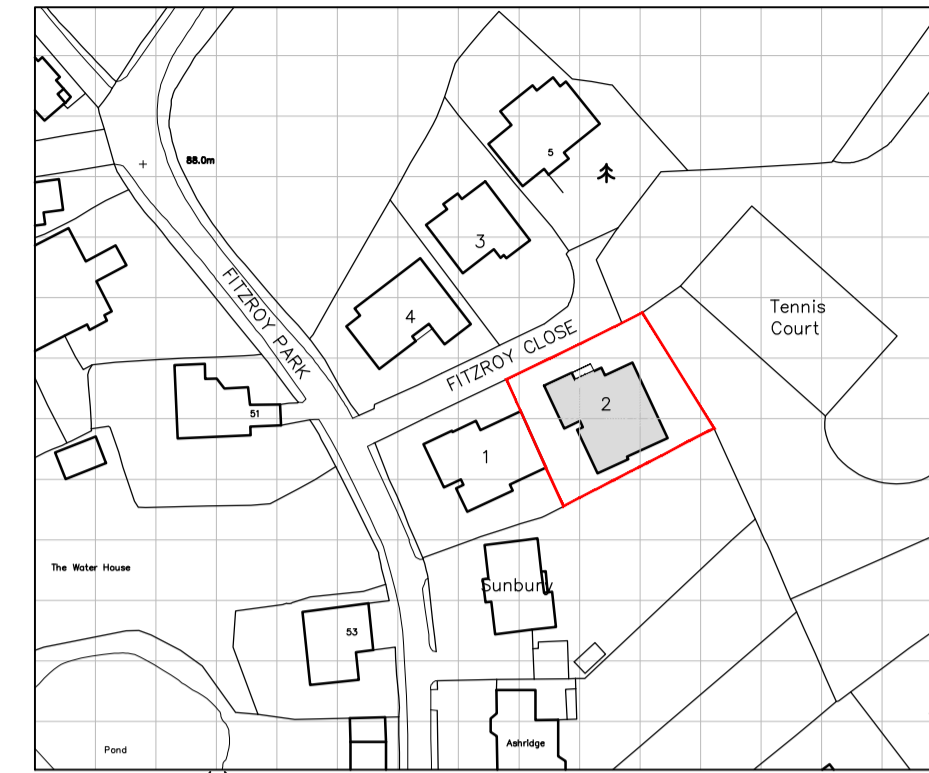 88.0m
5
3
4
FITZROY PARK
FITZROY CLOSE
Tennis
Court
2
51
1
The Water House
Sunbury
53
Pond
Ashridge